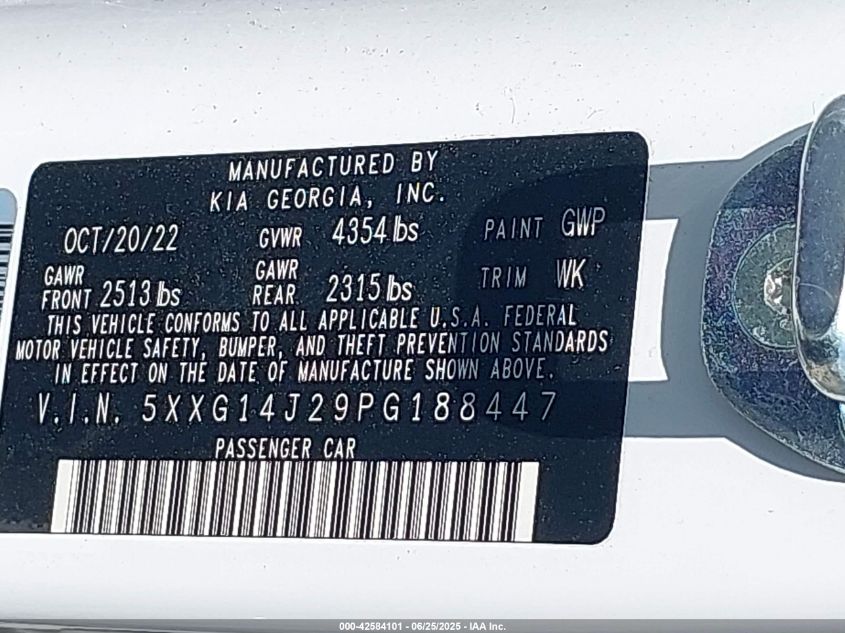 MANUFACTURED BY
KIA GEORGIA, INC.
OCT/20/22 GVWR 4354 lbs PAINT GWP
GAWR FRONT 2513 lbs GAWR REAR 2315 lbs TRIM WK
THIS VEHICLE CONFORMS TO ALL APPLICABLE U.S.A. FEDERAL
MOTOR VEHICLE SAFETY, BUMPER, AND THEFT PREVENTION STANDARDS
IN EFFECT ON THE DATE OF MANUFACTURE SHOWN ABOVE.
V.I.N. 5XXG14J29PG188447
PASSENGER CAR
000-42584101 - 06/25/2025 - IAA Inc.